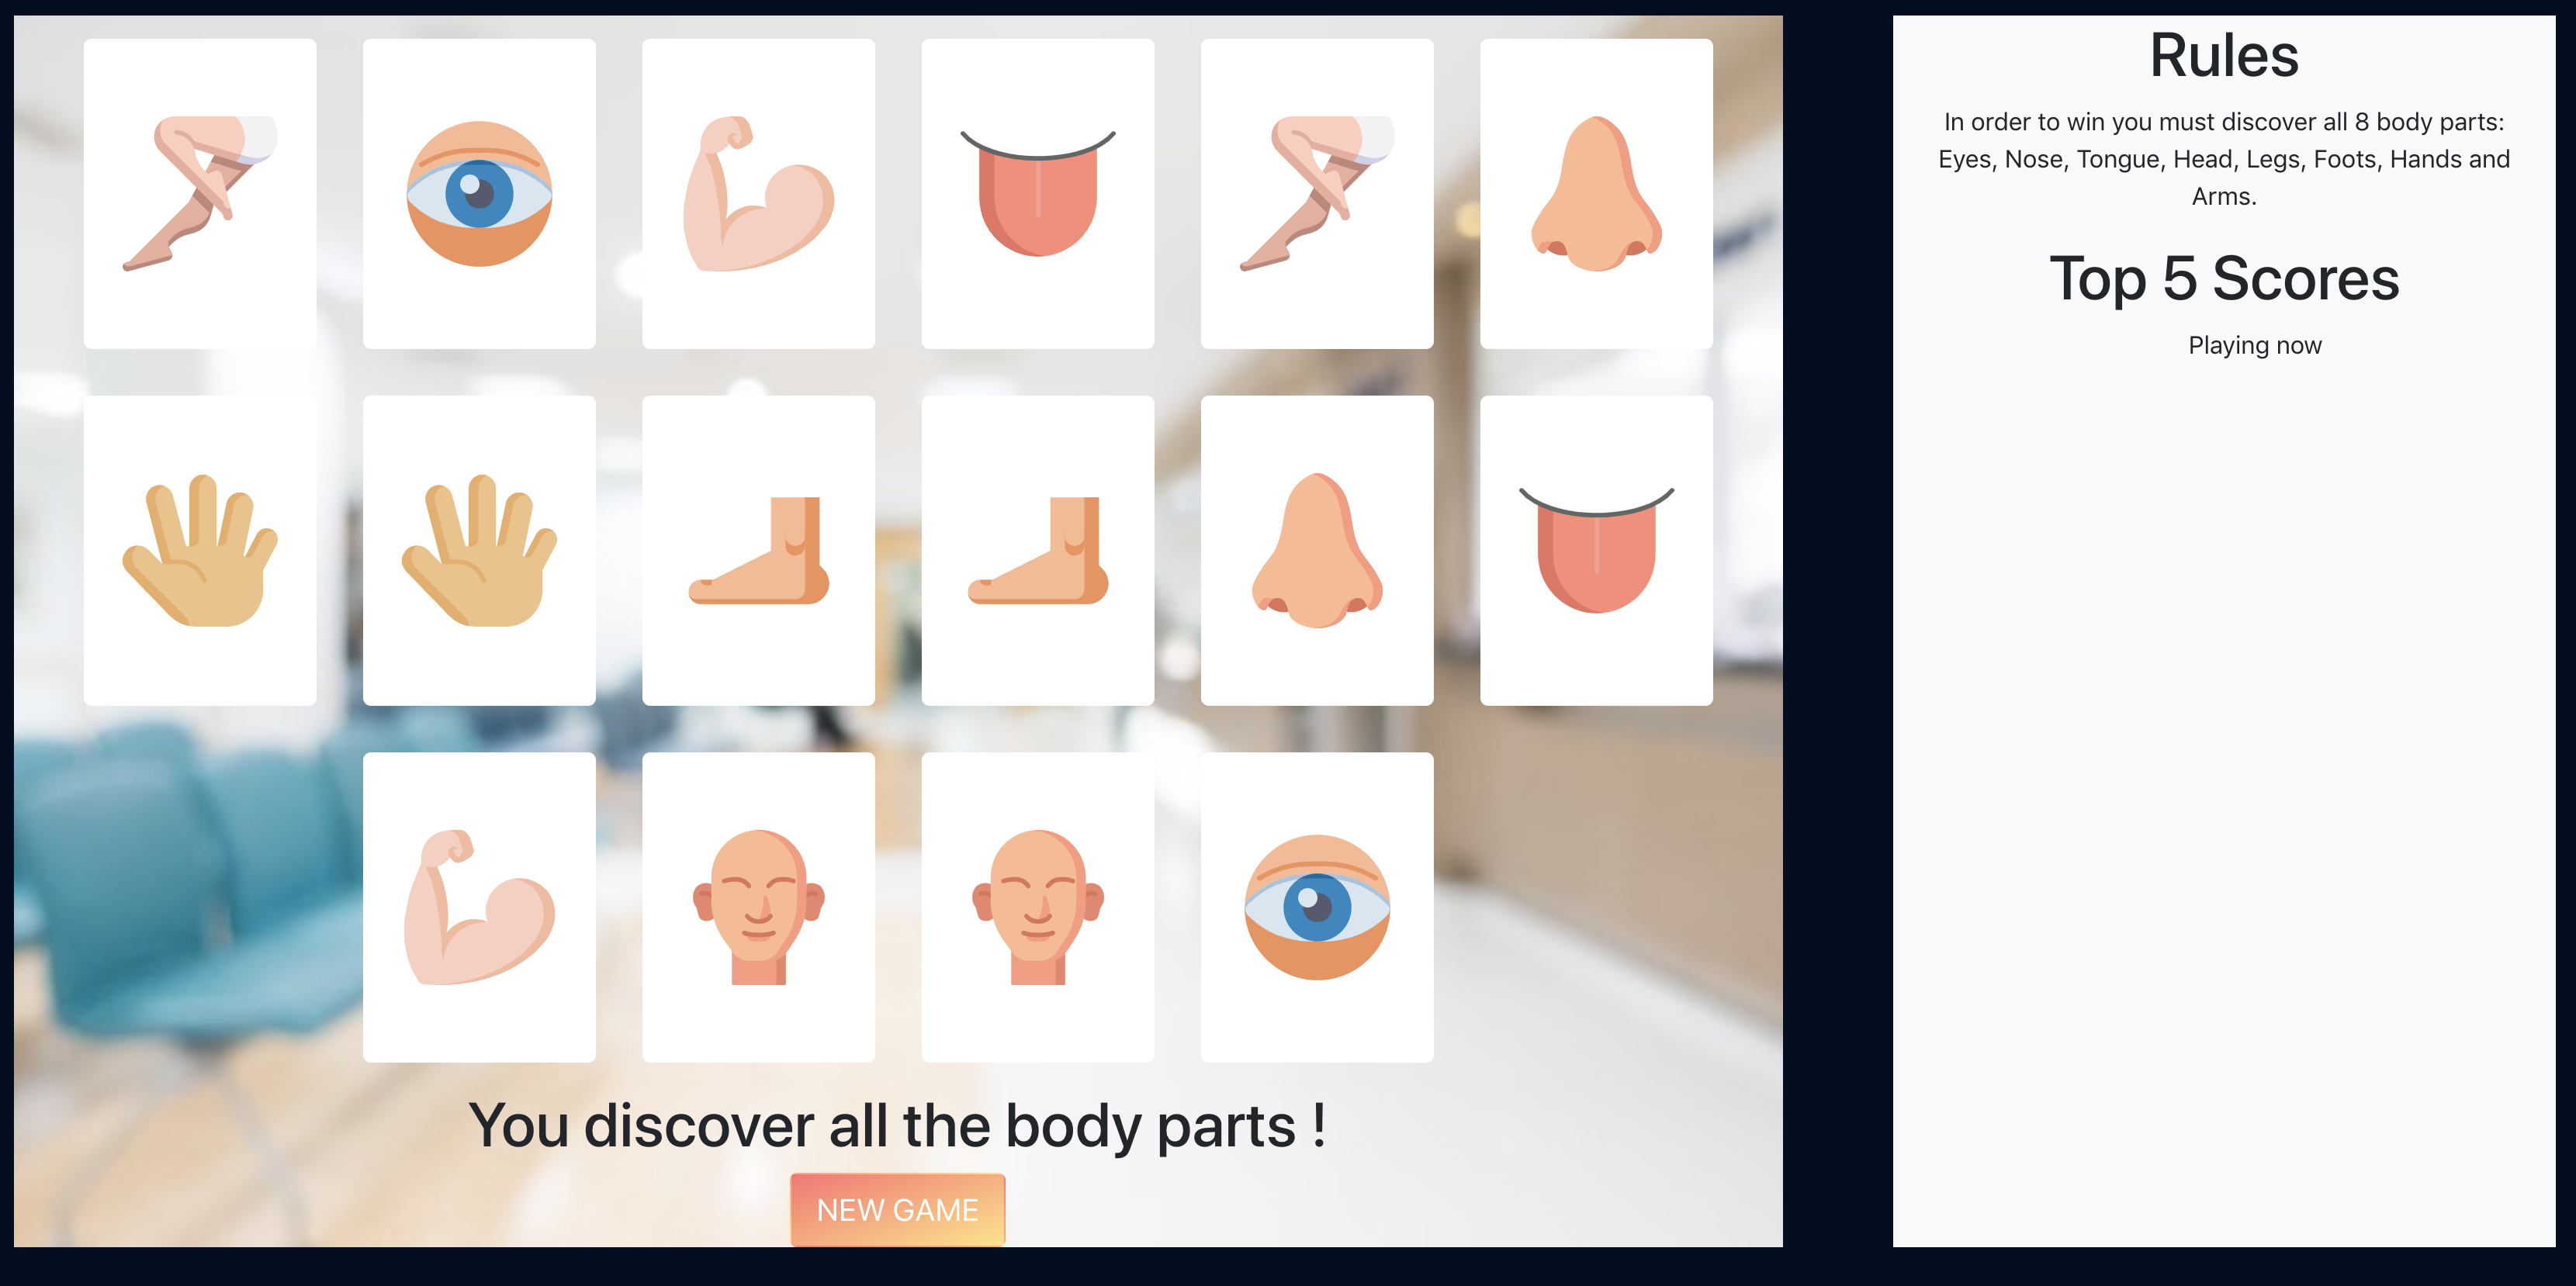 Rules
In order to win you must discover all 8 body parts:
Eyes, Nose, Tongue, Head, Legs, Foots, Hands and
Arms.
Top 5 Scores
Playing now
You discover all the body parts !
NEW GAME